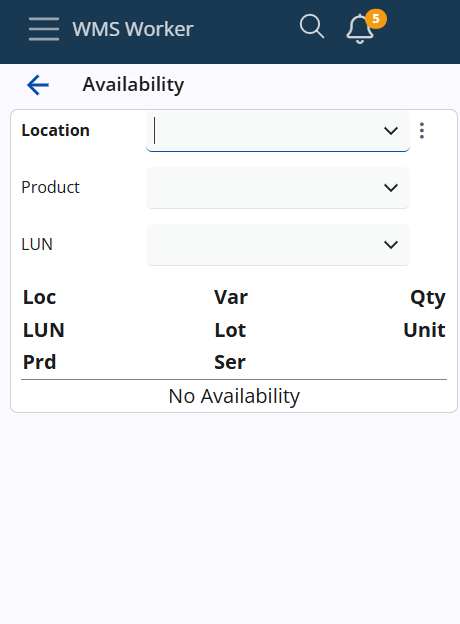 WMS Worker 5
Availability
Location
Product
LUN
Loc Var Qty
LUN Lot Unit
Prd Ser
No Availability